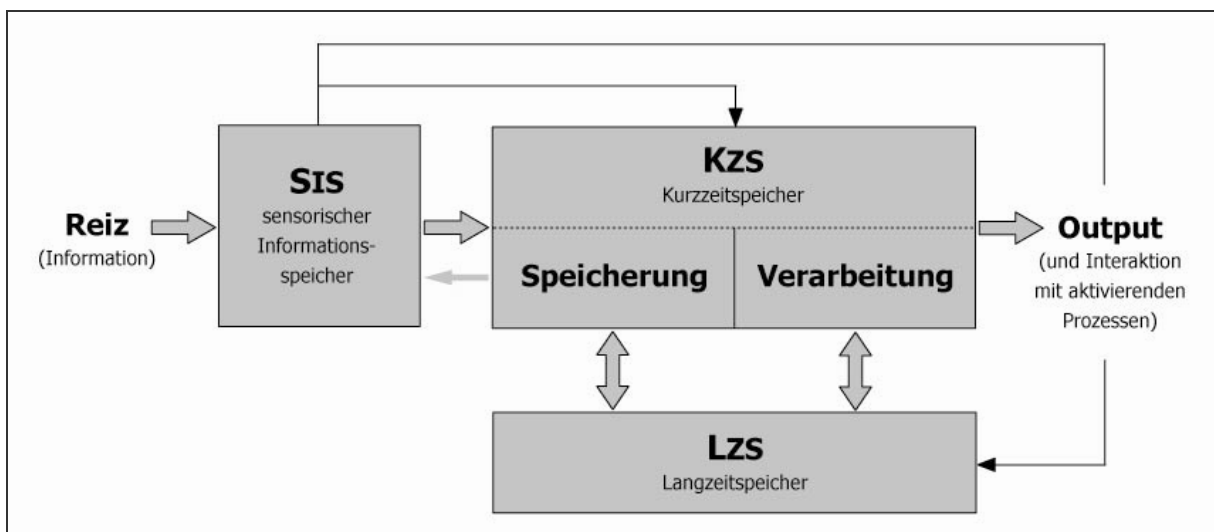 Reiz
(Information)
SIS
sensorischer
Informations-
speicher
KZS
Kurzzeitspeicher
Speicherung
Verarbeitung
LZS
Langzeitspeicher
Output
(und Interaktion
mit aktivierenden
Prozessen)